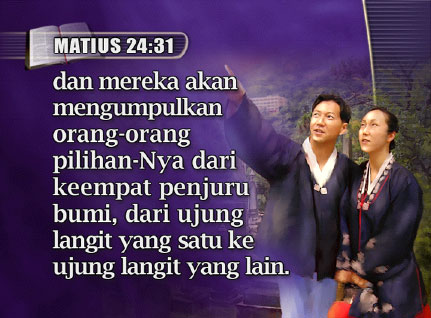 MATIUS 24:31
dan mereka akan
mengumpulkan
orang-orang
pilihan-Nya dari
keempat penjuru
bumi, dari ujung
langit yang satu ke
ujung langit yang lain.